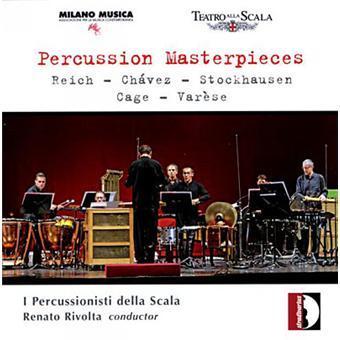 MILANO MUSICA
ASSOCIAZIONE PER LA MUSICA CONTEMPORANEA
TEATRO ALLA SCALA
Percussion Masterpieces
Reich - Chávez - Stockhausen
Cage - Varèse
I Percussionisti della Scala
Renato Rivolta conductor
stradivarius